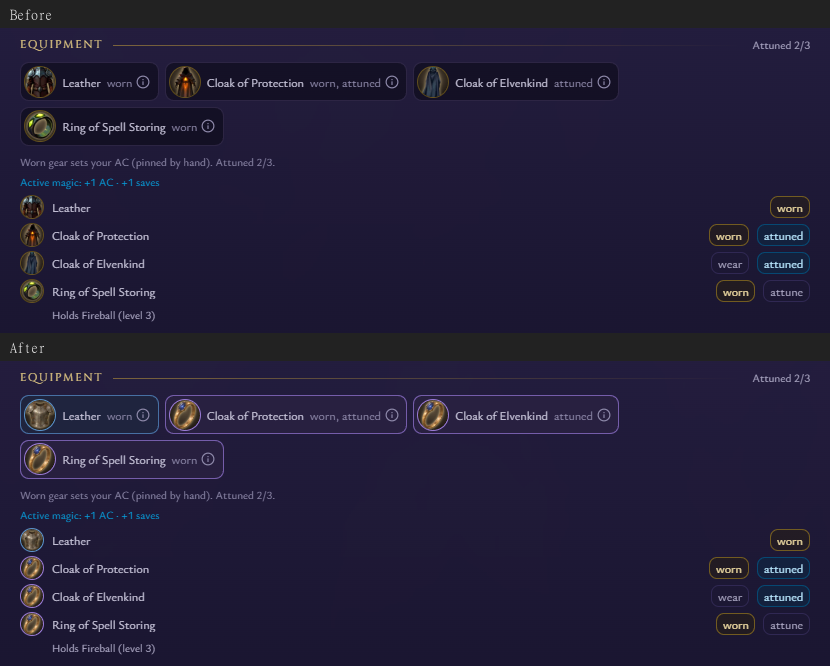 Before
EQUIPMENT Attuned 2/3
Leather worn Cloak of Protection worn, attuned Cloak of Elvenkind attuned
Ring of Spell Storing worn
Worn gear sets your AC (pinned by hand). Attuned 2/3.
Active magic: +1 AC · +1 saves
Leather worn
Cloak of Protection worn attuned
Cloak of Elvenkind wear attuned
Ring of Spell Storing worn attune
Holds Fireball (level 3)
After
EQUIPMENT Attuned 2/3
Leather worn Cloak of Protection worn, attuned Cloak of Elvenkind attuned
Ring of Spell Storing worn
Worn gear sets your AC (pinned by hand). Attuned 2/3.
Active magic: +1 AC · +1 saves
Leather worn
Cloak of Protection worn attuned
Cloak of Elvenkind wear attuned
Ring of Spell Storing worn attune
Holds Fireball (level 3)